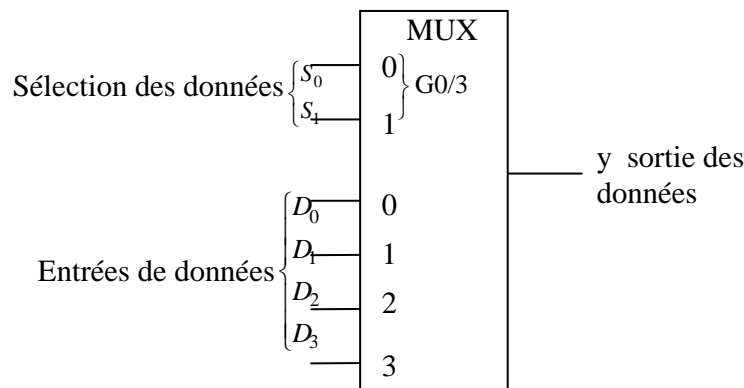 MUX
Sélection des données
S0
S1
0
1
G0/3
y sortie des
données
Entrées de données
D0
D1
D2
D3
0
1
2
3